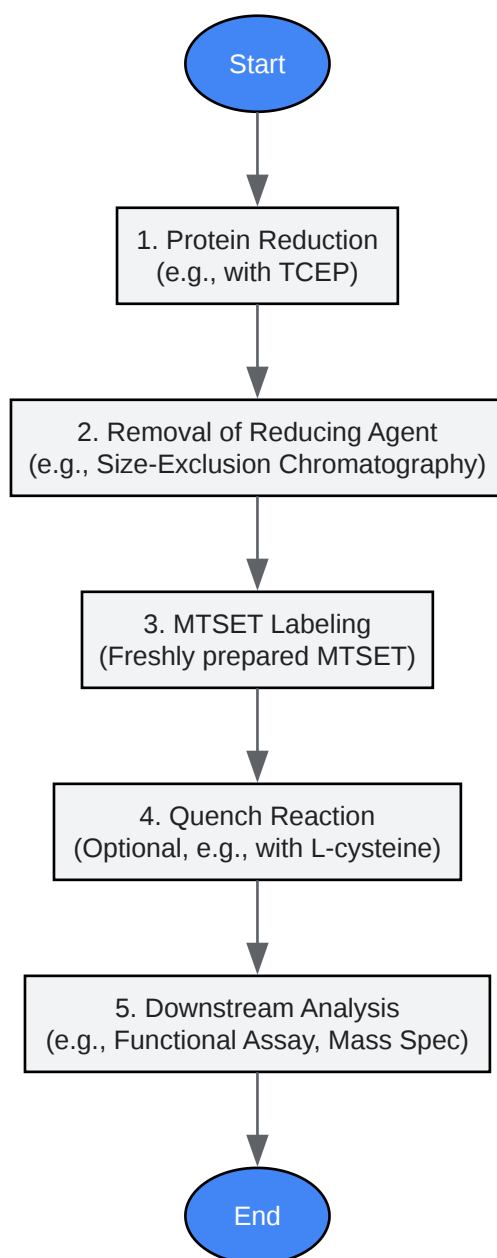 Start
1. Protein Reduction
(e.g., with TCEP)
2. Removal of Reducing Agent
(e.g., Size-Exclusion Chromatography)
3. MTSET Labeling
(Freshly prepared MTSET)
4. Quench Reaction
(Optional, e.g., with L-cysteine)
5. Downstream Analysis
(e.g., Functional Assay, Mass Spec)
End